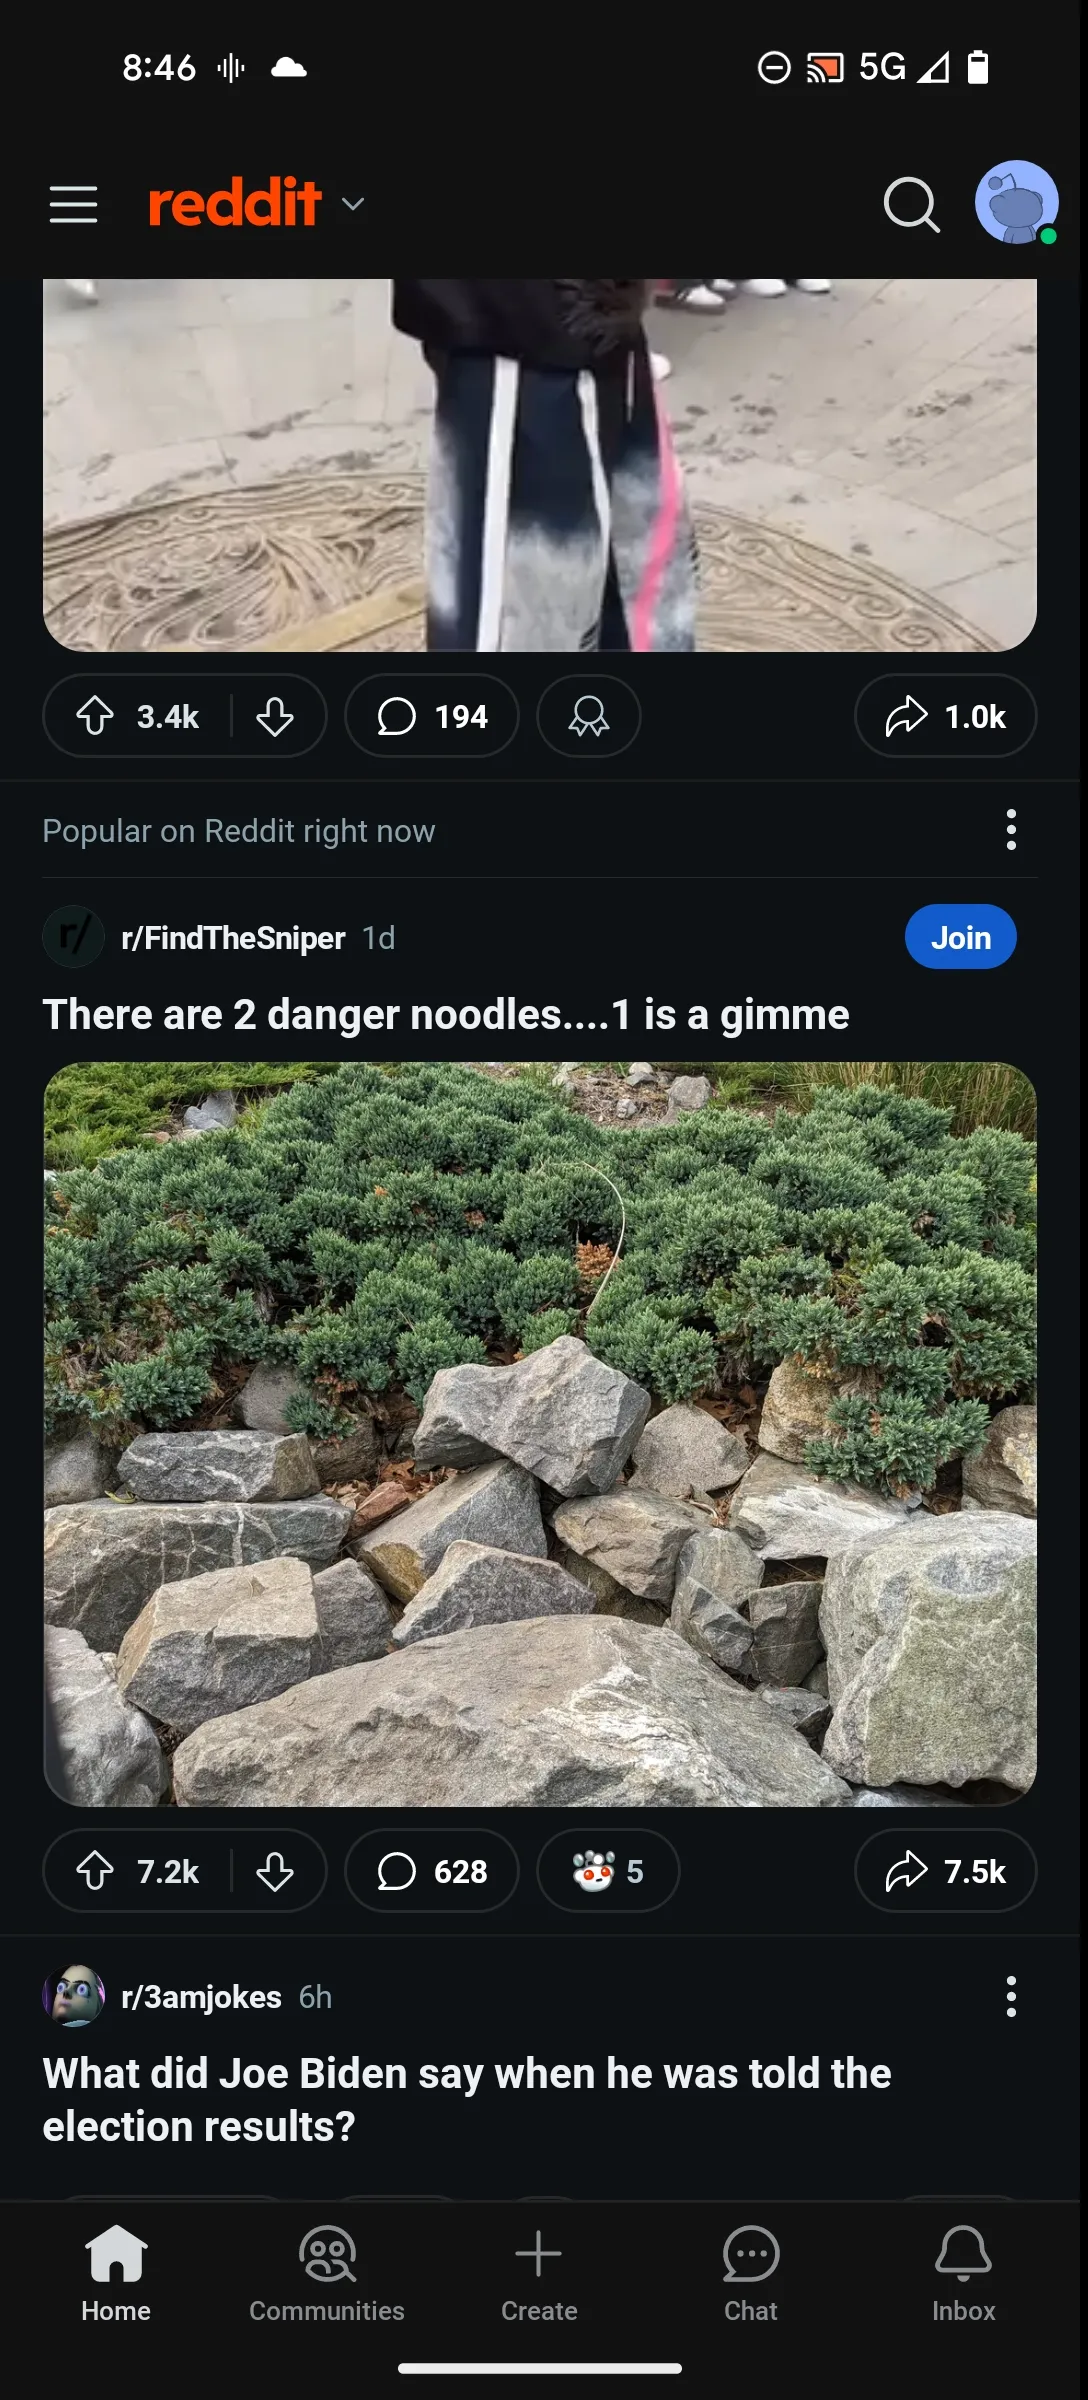 8:46
5G
reddit
3.4k
194
1.0k
Popular on Reddit right now
r/
r/FindTheSniper 1d
Join
There are 2 danger noodles....1 is a gimme
7.2k
628
5
7.5k
r/3amjokes 6h
What did Joe Biden say when he was told the
election results?
Home
Communities
Create
Chat
Inbox